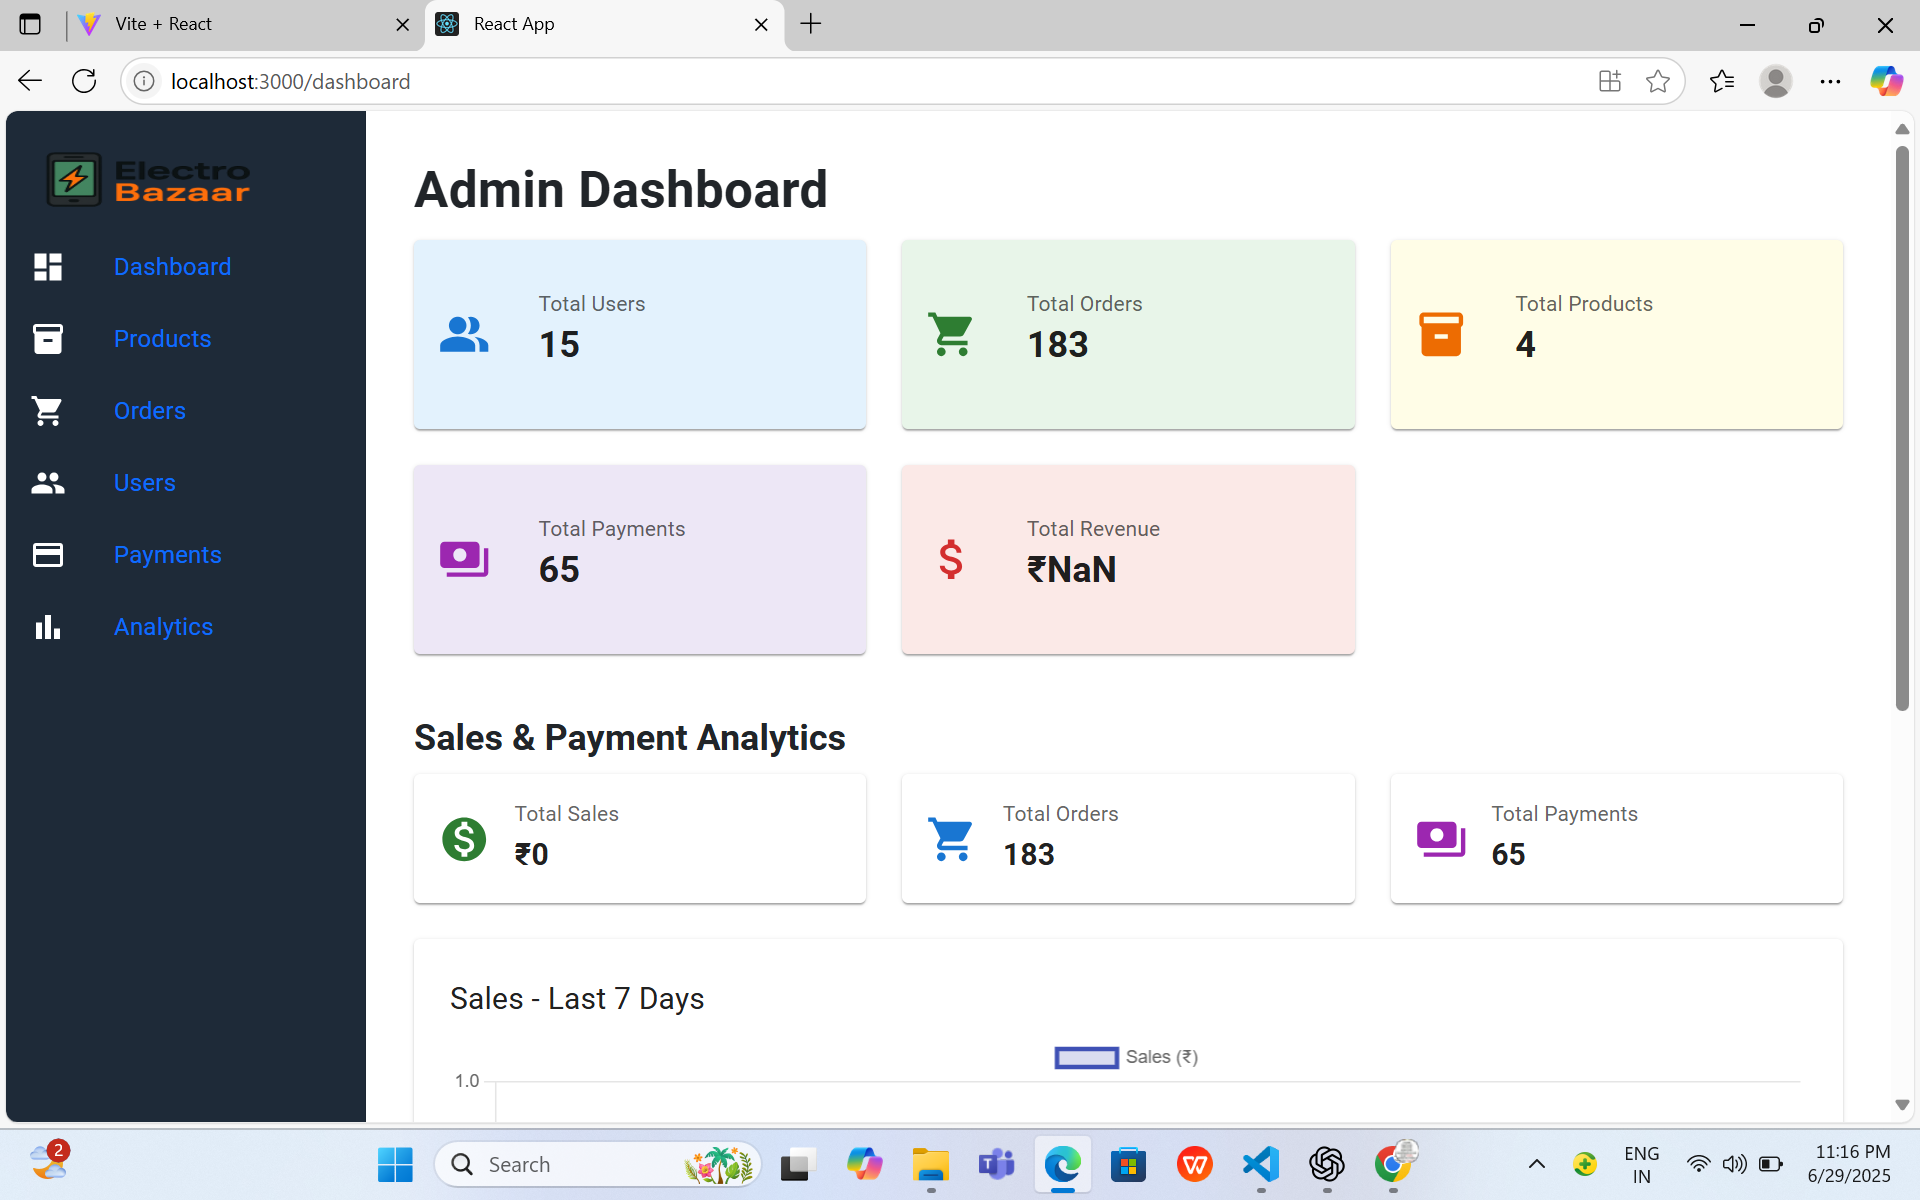 Vite + React
React App
localhost:3000/dashboard
Electro
Bazaar
Dashboard
Products
Orders
Users
Payments
Analytics
Admin Dashboard
Total Users
15
Total Orders
183
Total Products
4
Total Payments
65
Total Revenue
₹NaN
Sales & Payment Analytics
Total Sales
₹0
Total Orders
183
Total Payments
65
Sales - Last 7 Days
Sales (₹)
1.0
2
Search
ENG
IN
11:16 PM
6/29/2025